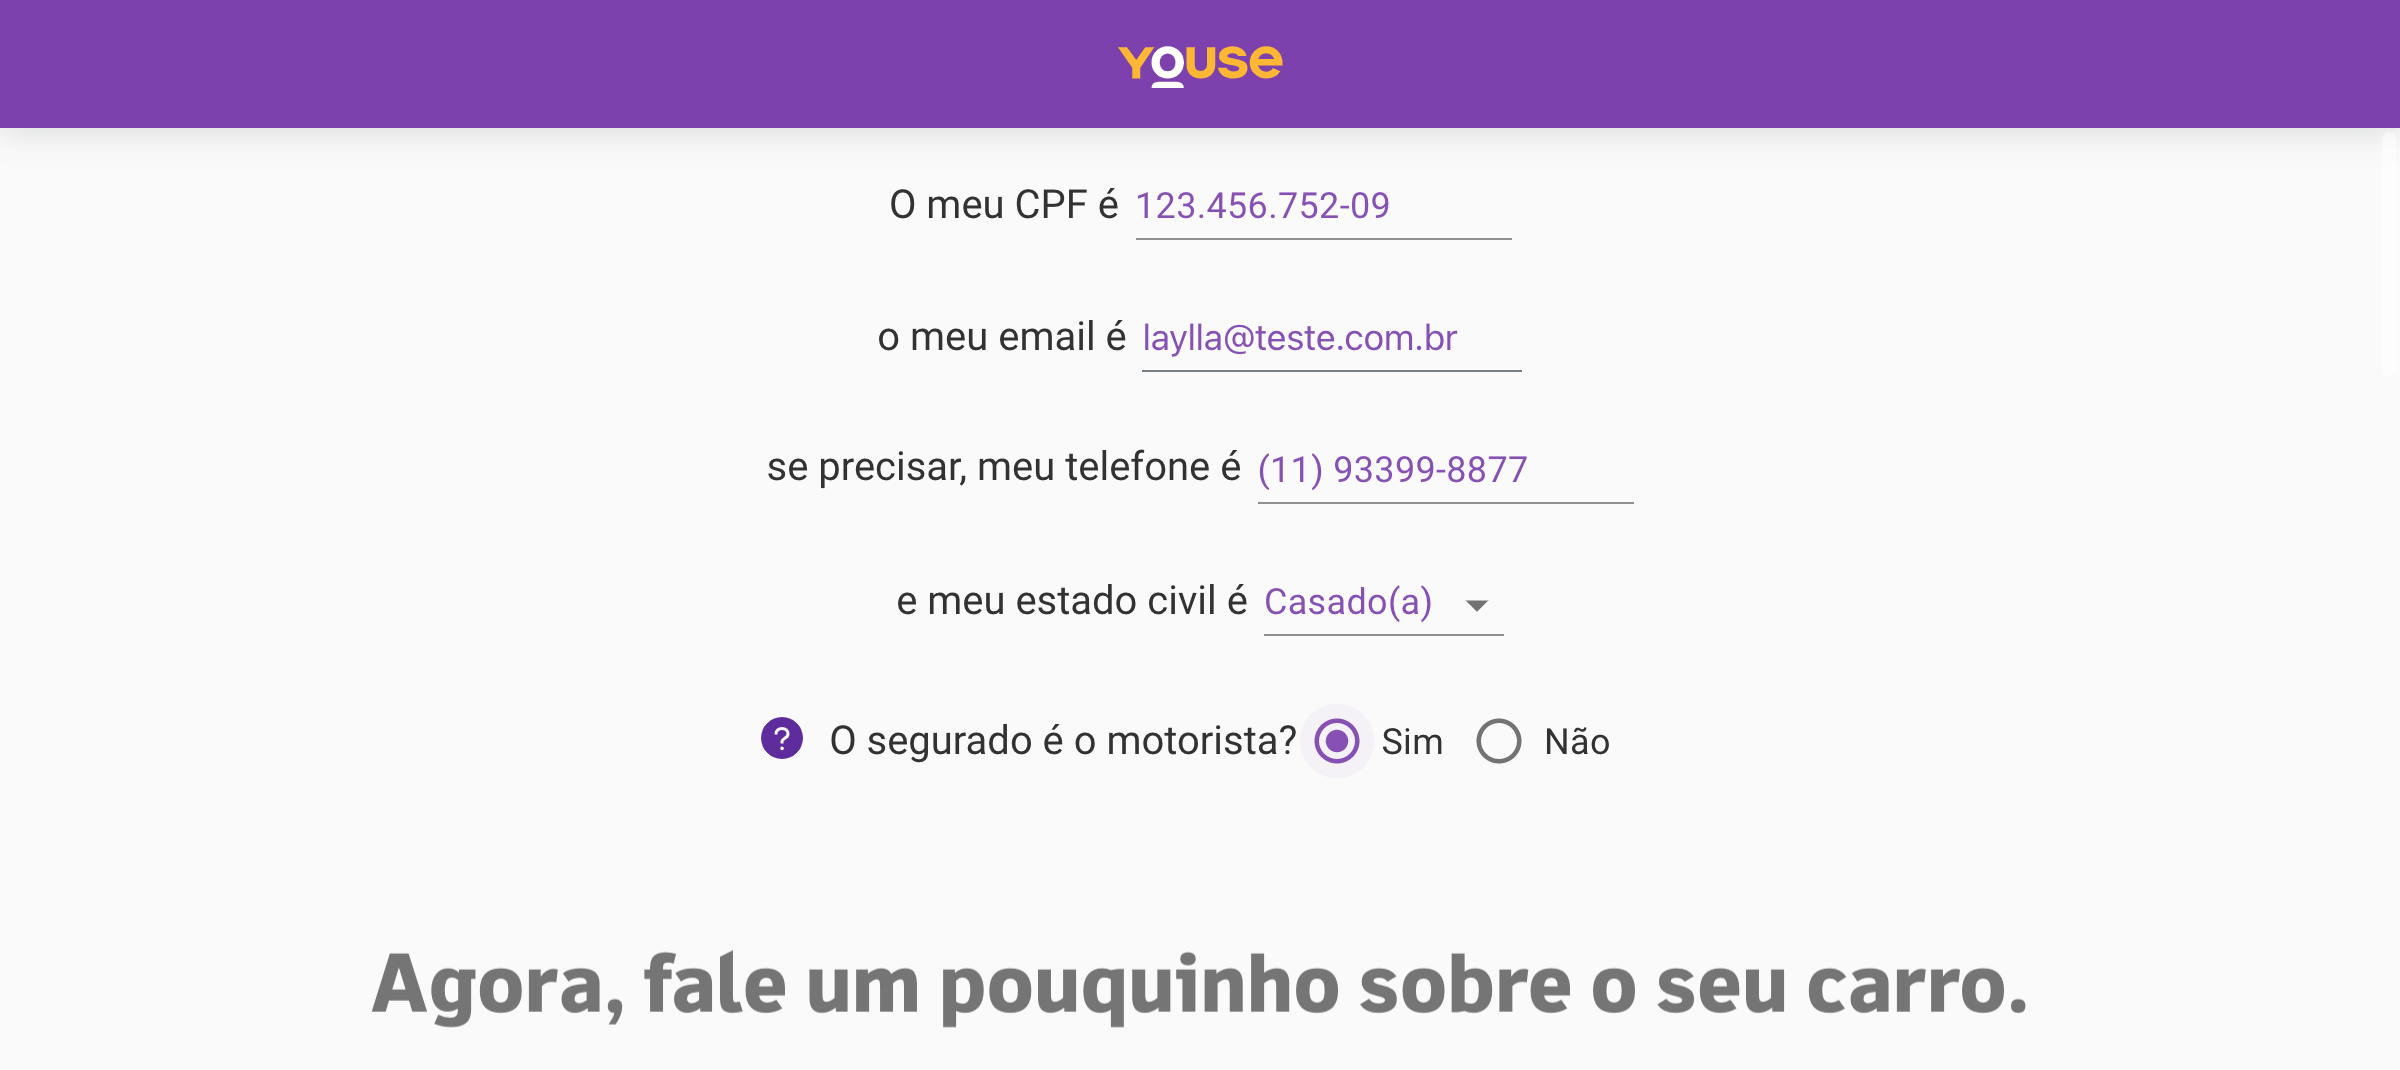 YOUSE
O meu CPF é 123.456.752-09
o meu email é laylla@teste.com.br
se precisar, meu telefone é (11) 93399-8877
e meu estado civil é Casado(a)
? O segurado é o motorista? Sim Não
Agora, fale um pouquinho sobre o seu carro.